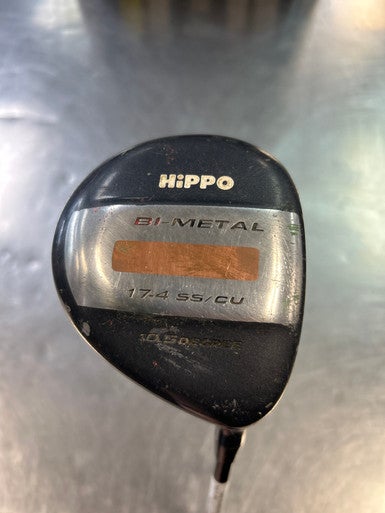 HiPPO
BI-METAL
17-4 SS/CU